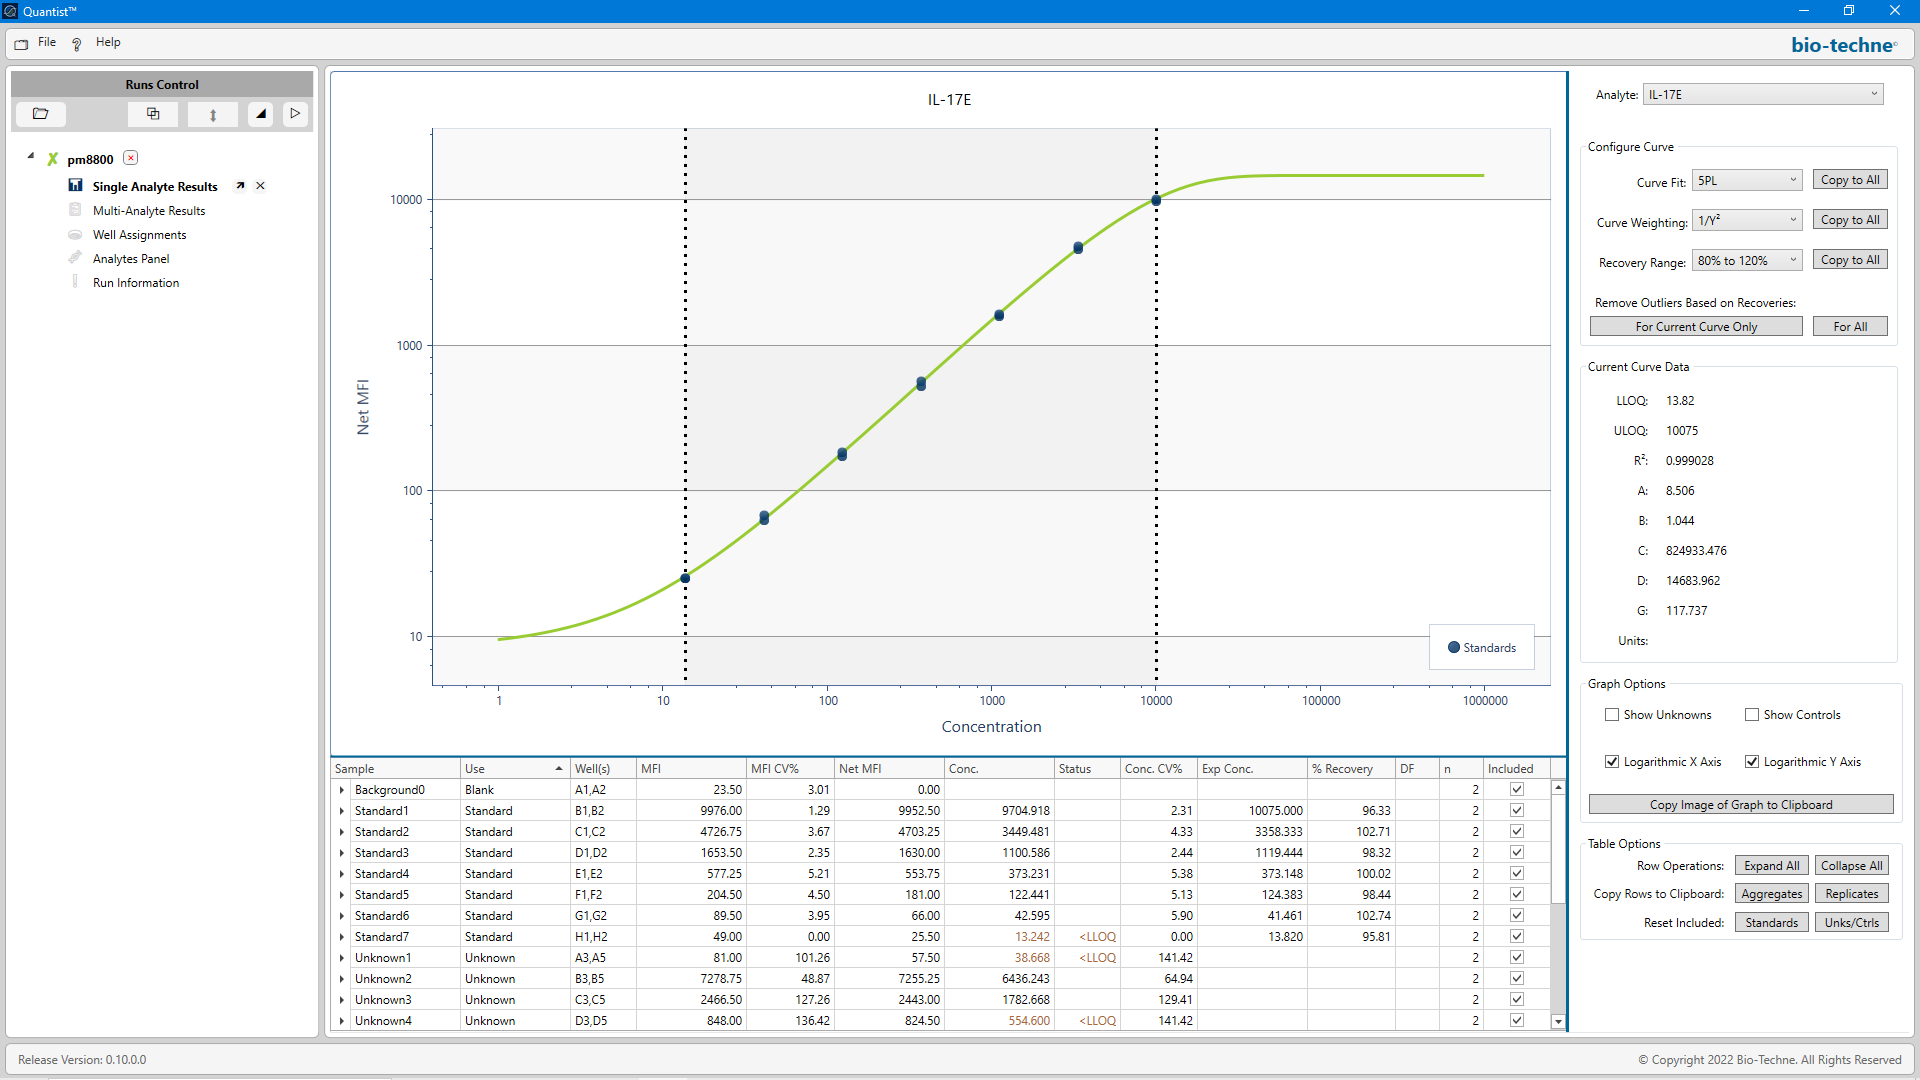 Quantist™
File Help
bio-techne
Runs Control
pm8800
Single Analyte Results
Multi-Analyte Results
Well Assignments
Analytes Panel
Run Information
IL-17E
10000
1000
100
10
Net MFI
1 10 100 1000 10000 100000 1000000
Concentration
Standards
Sample Use Well(s) MFI MFI CV% Net MFI Conc. Status Conc. CV% Exp Conc. % Recovery DF n Included
Background0 Blank A1,A2 23.50 3.01 0.00 2
Standard1 Standard B1,B2 9976.00 1.29 9952.50 9704.918 2.31 10075.000 96.33 2
Standard2 Standard C1,C2 4726.75 3.67 4703.25 3449.481 4.33 3358.333 102.71 2
Standard3 Standard D1,D2 1653.50 2.35 1630.00 1100.586 2.44 1119.444 98.32 2
Standard4 Standard E1,E2 577.25 5.21 553.75 373.231 5.38 373.148 100.02 2
Standard5 Standard F1,F2 204.50 4.50 181.00 122.441 5.13 124.383 98.44 2
Standard6 Standard G1,G2 89.50 3.95 66.00 42.595 5.90 41.461 102.74 2
Standard7 Standard H1,H2 49.00 0.00 25.50 13.242 <LLOQ 0.00 13.820 95.81 2
Unknown1 Unknown A3,A5 81.00 101.26 57.50 38.668 <LLOQ 141.42 2
Unknown2 Unknown B3,B5 7278.75 48.87 7255.25 6436.243 64.94 2
Unknown3 Unknown C3,C5 2466.50 127.26 2443.00 1782.668 129.41 2
Unknown4 Unknown D3,D5 848.00 136.42 824.50 554.600 <LLOQ 141.42 2
Analyte: IL-17E
Configure Curve
Curve Fit: 5PL Copy to All
Curve Weighting: 1/Y² Copy to All
Recovery Range: 80% to 120% Copy to All
Remove Outliers Based on Recoveries:
For Current Curve Only For All
Current Curve Data
LLOQ: 13.82
ULOQ: 10075
R²: 0.999028
A: 8.506
B: 1.044
C: 824933.476
D: 14683.962
G: 117.737
Units:
Graph Options
Show Unknowns Show Controls
Logarithmic X Axis Logarithmic Y Axis
Copy Image of Graph to Clipboard
Table Options
Row Operations: Expand All Collapse All
Copy Rows to Clipboard: Aggregates Replicates
Reset Included: Standards Unks/Ctrls
Release Version: 0.10.0.0
© Copyright 2022 Bio-Techne. All Rights Reserved